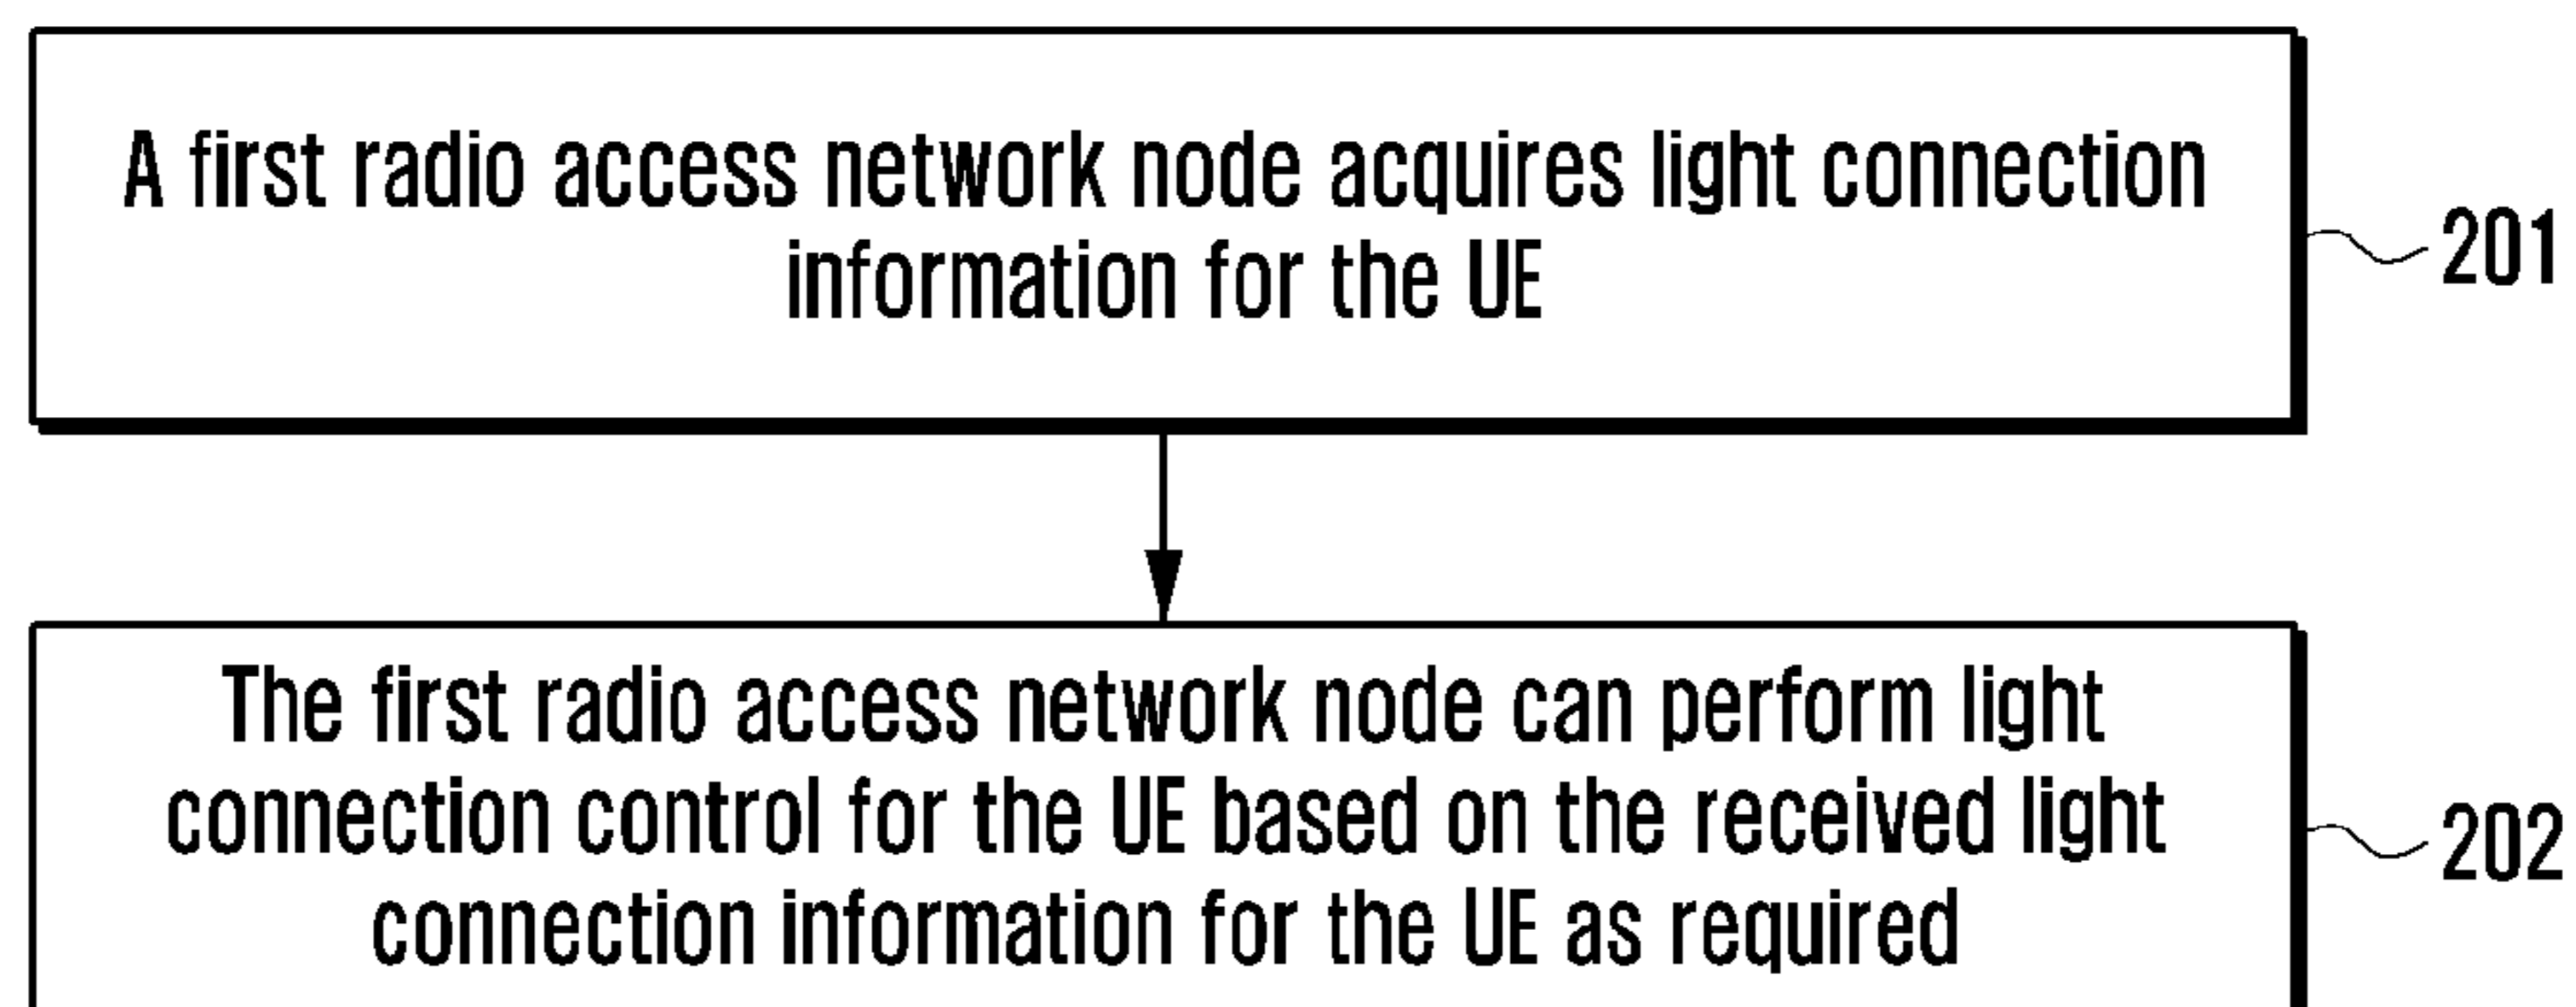 A first radio access network node acquires light connection
information for the UE
201
The first radio access network node can perform light
connection control for the UE based on the received light
connection information for the UE as required
202